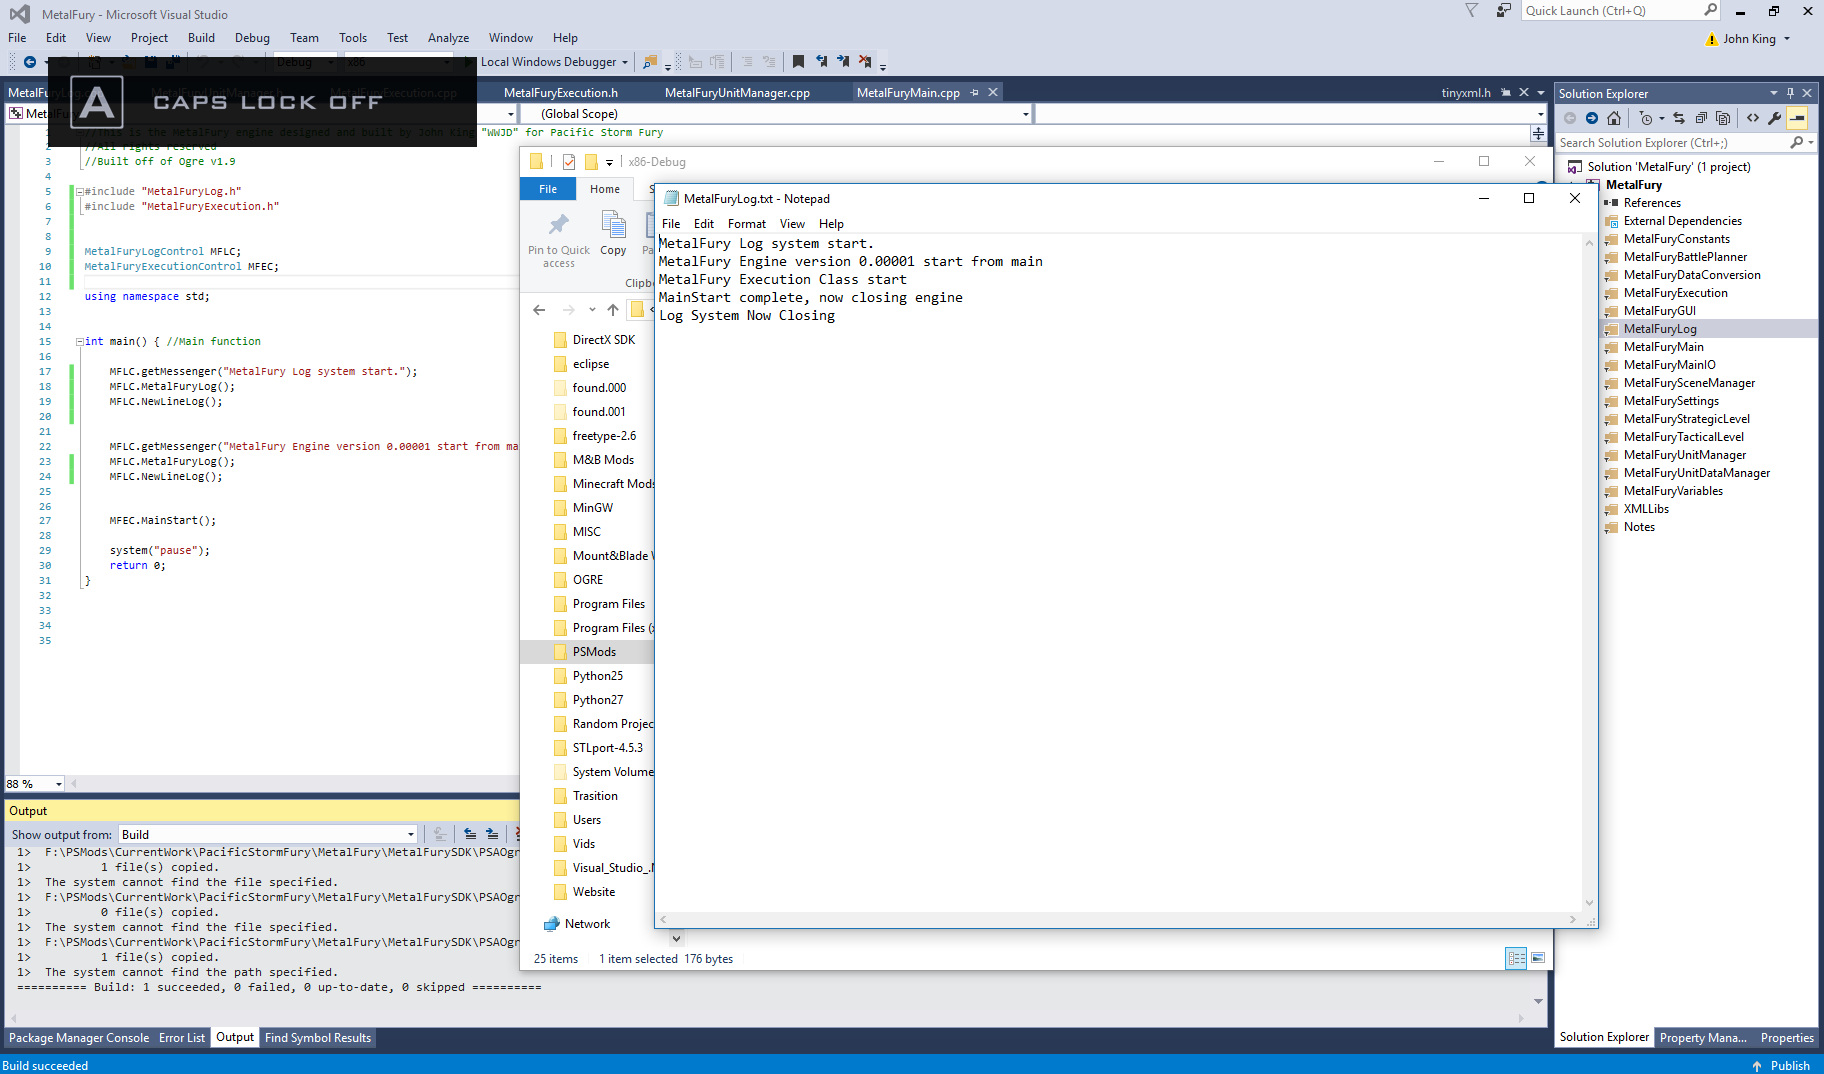 MetalFury - Microsoft Visual Studio
Quick Launch (Ctrl+Q)
File Edit View Project Build Debug Team Tools Test Analyze Window Help
John King
Debug x86 Local Windows Debugger
CAPS LOCK OFF
A
MetalFuryExecution.h MetalFuryUnitManager.cpp MetalFuryMain.cpp tinyxml.h
(Global Scope)
1 //This is the MetalFury engine designed and built by John King "WWJD" for Pacific Storm Fury
2 //All rights reserved
3 //Built off of Ogre v1.9
4
5 #include "MetalFuryLog.h"
6 #include "MetalFuryExecution.h"
7
8
9 MetalFuryLogControl MFLC;
10 MetalFuryExecutionControl MFEC;
11
12 using namespace std;
13
14
15 int main() { //Main function
16
17 MFLC.getMessenger("MetalFury Log system start.");
18 MFLC.MetalFuryLog();
19 MFLC.NewLineLog();
20
21
22 MFLC.getMessenger("MetalFury Engine version 0.00001 start from ma
23 MFLC.MetalFuryLog();
24 MFLC.NewLineLog();
25
26
27 MFEC.MainStart();
28
29 system("pause");
30 return 0;
31 }
32
33
34
35
88 %
Output
Show output from: Build
1> F:\PSMods\CurrentWork\PacificStormFury\MetalFury\MetalFurySDK\PSAOgr
1> 1 file(s) copied.
1> The system cannot find the file specified.
1> F:\PSMods\CurrentWork\PacificStormFury\MetalFury\MetalFurySDK\PSAOgr
1> 0 file(s) copied.
1> The system cannot find the file specified.
1> F:\PSMods\CurrentWork\PacificStormFury\MetalFury\MetalFurySDK\PSAOgr
1> 1 file(s) copied.
1> The system cannot find the path specified.
========== Build: 1 succeeded, 0 failed, 0 up-to-date, 0 skipped ==========
Package Manager Console Error List Output Find Symbol Results
Build succeeded
x86-Debug
File Home S
Pin to Quick access
Copy
Pa
Clipb
DirectX SDK
eclipse
found.000
found.001
freetype-2.6
M&B Mods
Minecraft Mods
MinGW
MISC
Mount&Blade W
OGRE
Program Files
Program Files (x
PSMods
Python25
Python27
Random Projec
STLport-4.5.3
System Volume
Trasition
Users
Vids
Visual_Studio_.N
Website
Network
25 items 1 item selected 176 bytes
MetalFuryLog.txt - Notepad
File Edit Format View Help
MetalFury Log system start.
MetalFury Engine version 0.00001 start from main
MetalFury Execution Class start
MainStart complete, now closing engine
Log System Now Closing
Solution Explorer
Search Solution Explorer (Ctrl+;)
Solution 'MetalFury' (1 project)
MetalFury
References
External Dependencies
MetalFuryConstants
MetalFuryBattlePlanner
MetalFuryDataConversion
MetalFuryExecution
MetalFuryGUI
MetalFuryLog
MetalFuryMain
MetalFuryMainIO
MetalFurySceneManager
MetalFurySettings
MetalFuryStrategicLevel
MetalFuryTacticalLevel
MetalFuryUnitManager
MetalFuryUnitDataManager
MetalFuryVariables
XMLLibs
Notes
Solution Explorer Property Mana... Properties
Publish